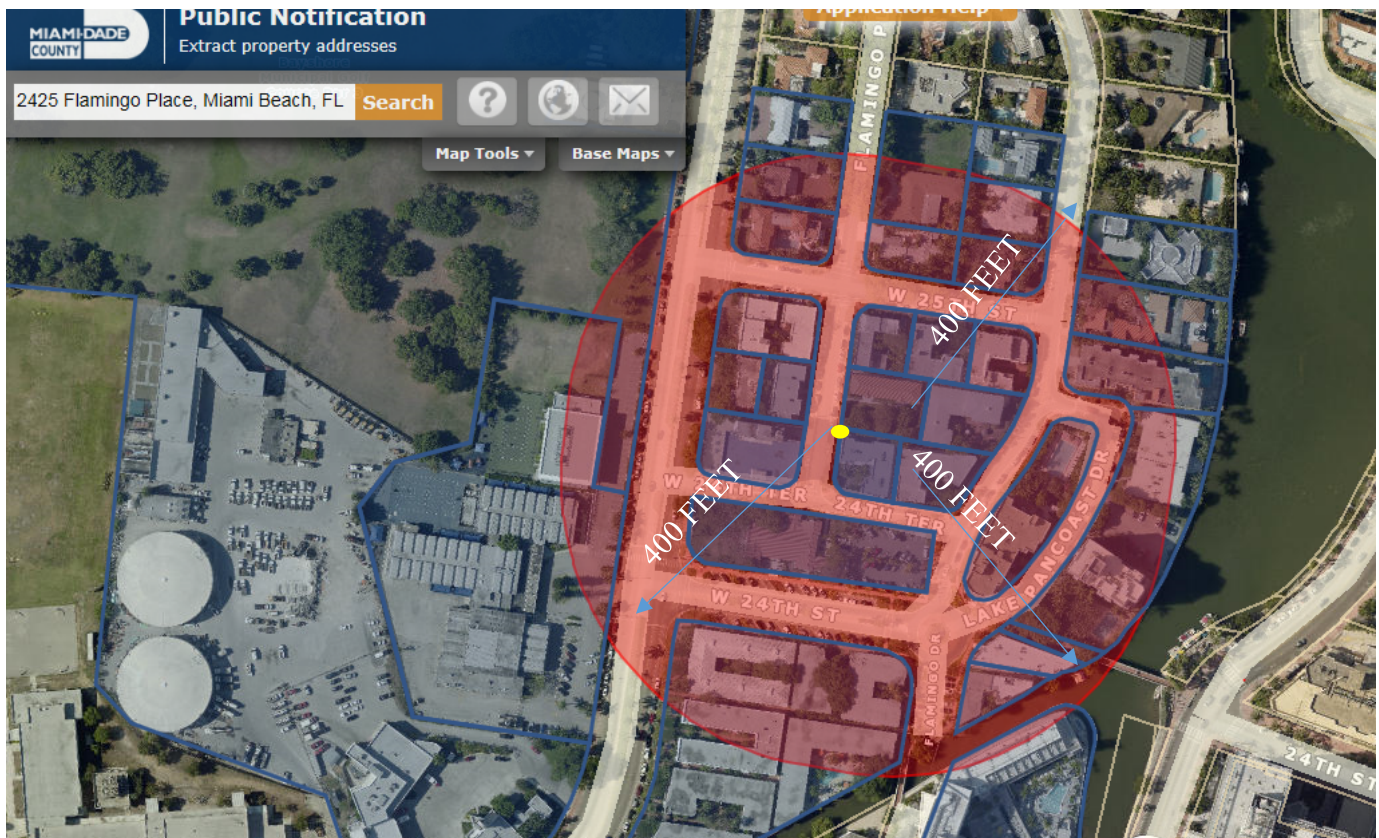 MIAMI-DADE
COUNTY
Public Notification
Extract property addresses
Application Help
2425 Flamingo Place, Miami Beach, FL
Search
?
Map Tools
Base Maps
FLAMINGO P
W 25TH ST
400 FEET
400 FEET
400 FEET
24TH TER
W 24TH ST
LAKE PANCOAST DR
FLAMINGO DR
24TH ST